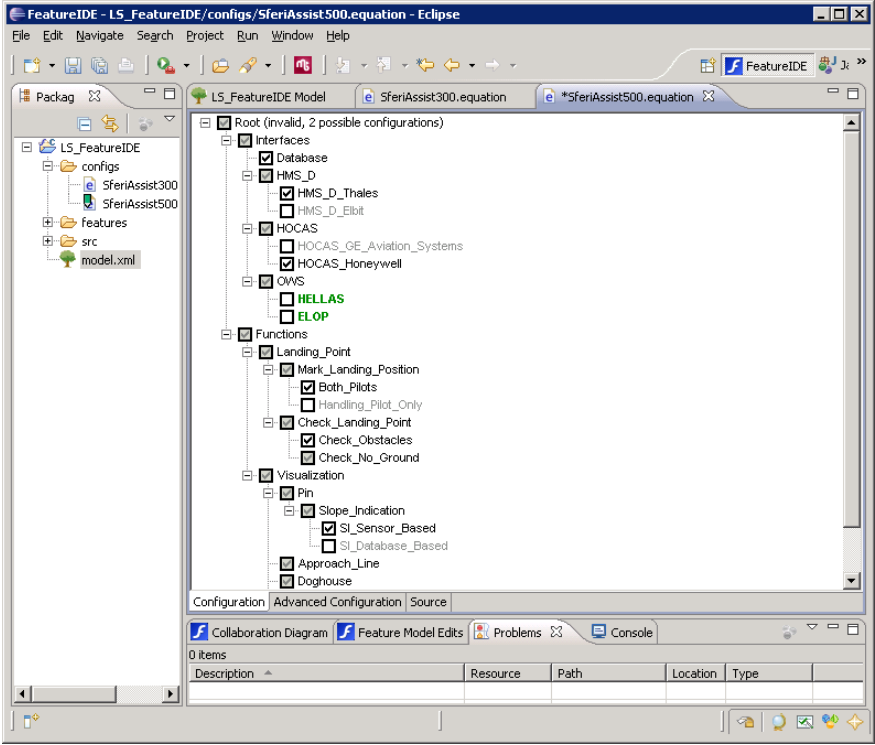 FeatureIDE - LS_FeatureIDE/configs/SferiAssist500.equation - Eclipse
File Edit Navigate Search Project Run Window Help
FeatureIDE
Packag
LS_FeatureIDE Model
SferiAssist300.equation
*SferiAssist500.equation
LS_FeatureIDE
configs
SferiAssist300
SferiAssist500
features
src
model.xml
Root (invalid, 2 possible configurations)
Interfaces
Database
HMS_D
HMS_D_Thales
HMS_D_Elbit
HOCAS
HOCAS_GE_Aviation_Systems
HOCAS_Honeywell
OWS
HELLAS
ELOP
Functions
Landing_Point
Mark_Landing_Position
Both_Pilots
Handling_Pilot_Only
Check_Landing_Point
Check_Obstacles
Check_No_Ground
Visualization
Pin
Slope_Indication
SI_Sensor_Based
SI_Database_Based
Approach_Line
Doghouse
Configuration Advanced Configuration Source
Collaboration Diagram Feature Model Edits Problems Console
0 items
Description Resource Path Location Type